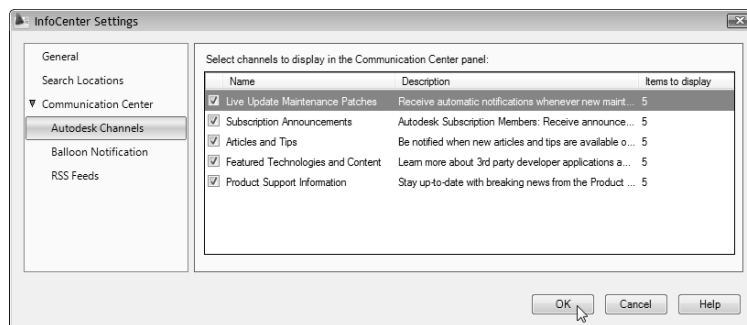 InfoCenter Settings
General
Search Locations
Communication Center
Autodesk Channels
Balloon Notification
RSS Feeds
Select channels to display in the Communication Center panel:
Name Description Items to display
Live Update Maintenance Patches Receive automatic notifications whenever new maint... 5
Subscription Announcements Autodesk Subscription Members: Receive announce... 5
Articles and Tips Be notified when new articles and tips are available o... 5
Featured Technologies and Content Learn more about 3rd party developer applications a... 5
Product Support Information Stay up-to-date with breaking news from the Product ... 5
OK Cancel Help